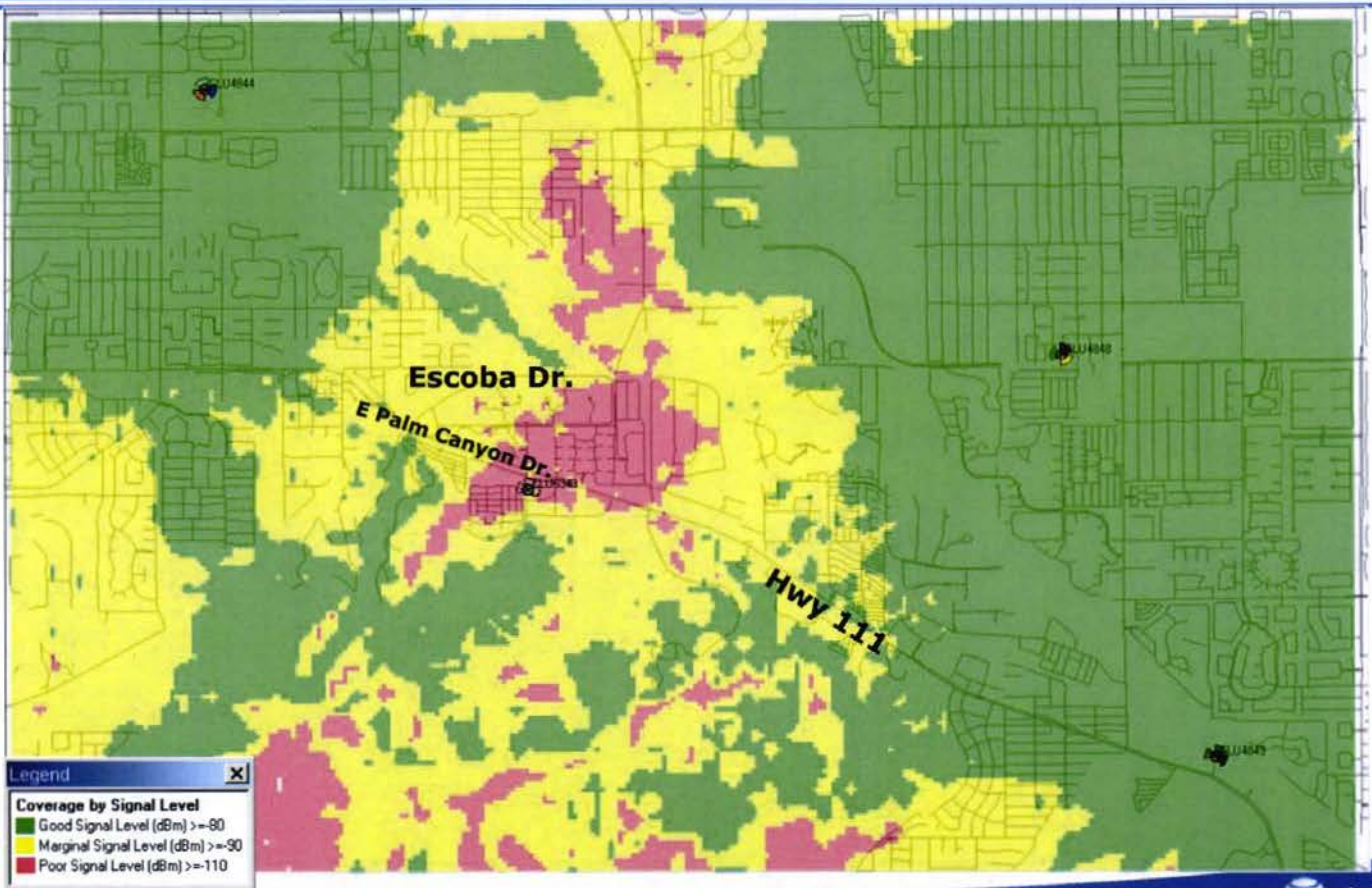 Escoba Dr.
E Palm Canyon Dr.
Hwy 111
Legend
Coverage by Signal Level
Good Signal Level (dBm) >=-80
Marginal Signal Level (dBm) >=-90
Poor Signal Level (dBm) >=-110